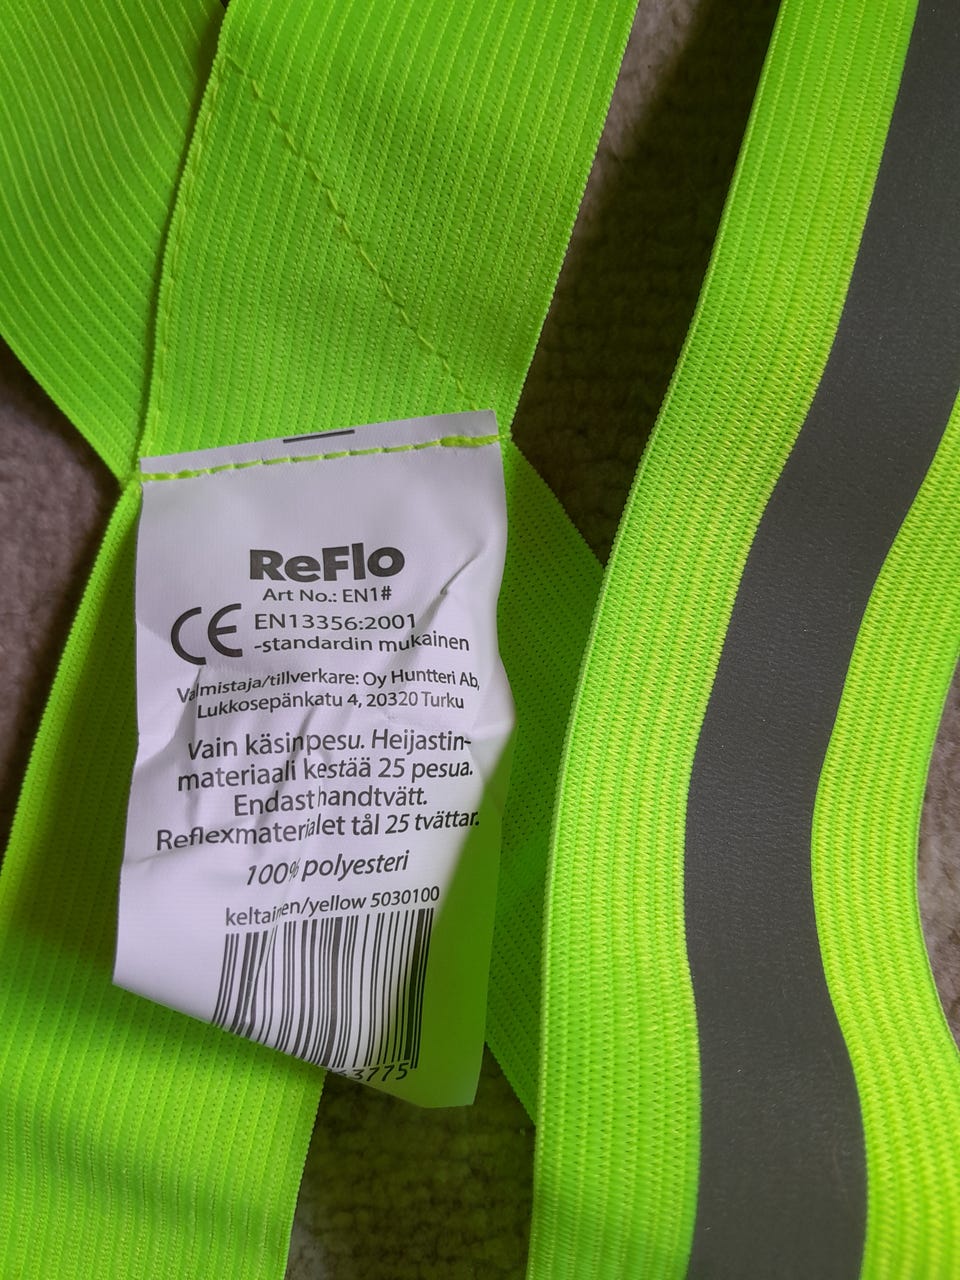 ReFlo
Art No.: EN1#
CE EN13356:2001
-standardin mukainen
Valmistaja/tillverkare: Oy Huntteri Ab,
Lukkosepänkatu 4, 20320 Turku
Vain käsinpesu. Heijastin-
materiaali kestää 25 pesua.
Endast handtvätt.
Reflexmaterialet tål 25 tvättar.
100% polyesteri
keltainen/yellow 5030100
3775